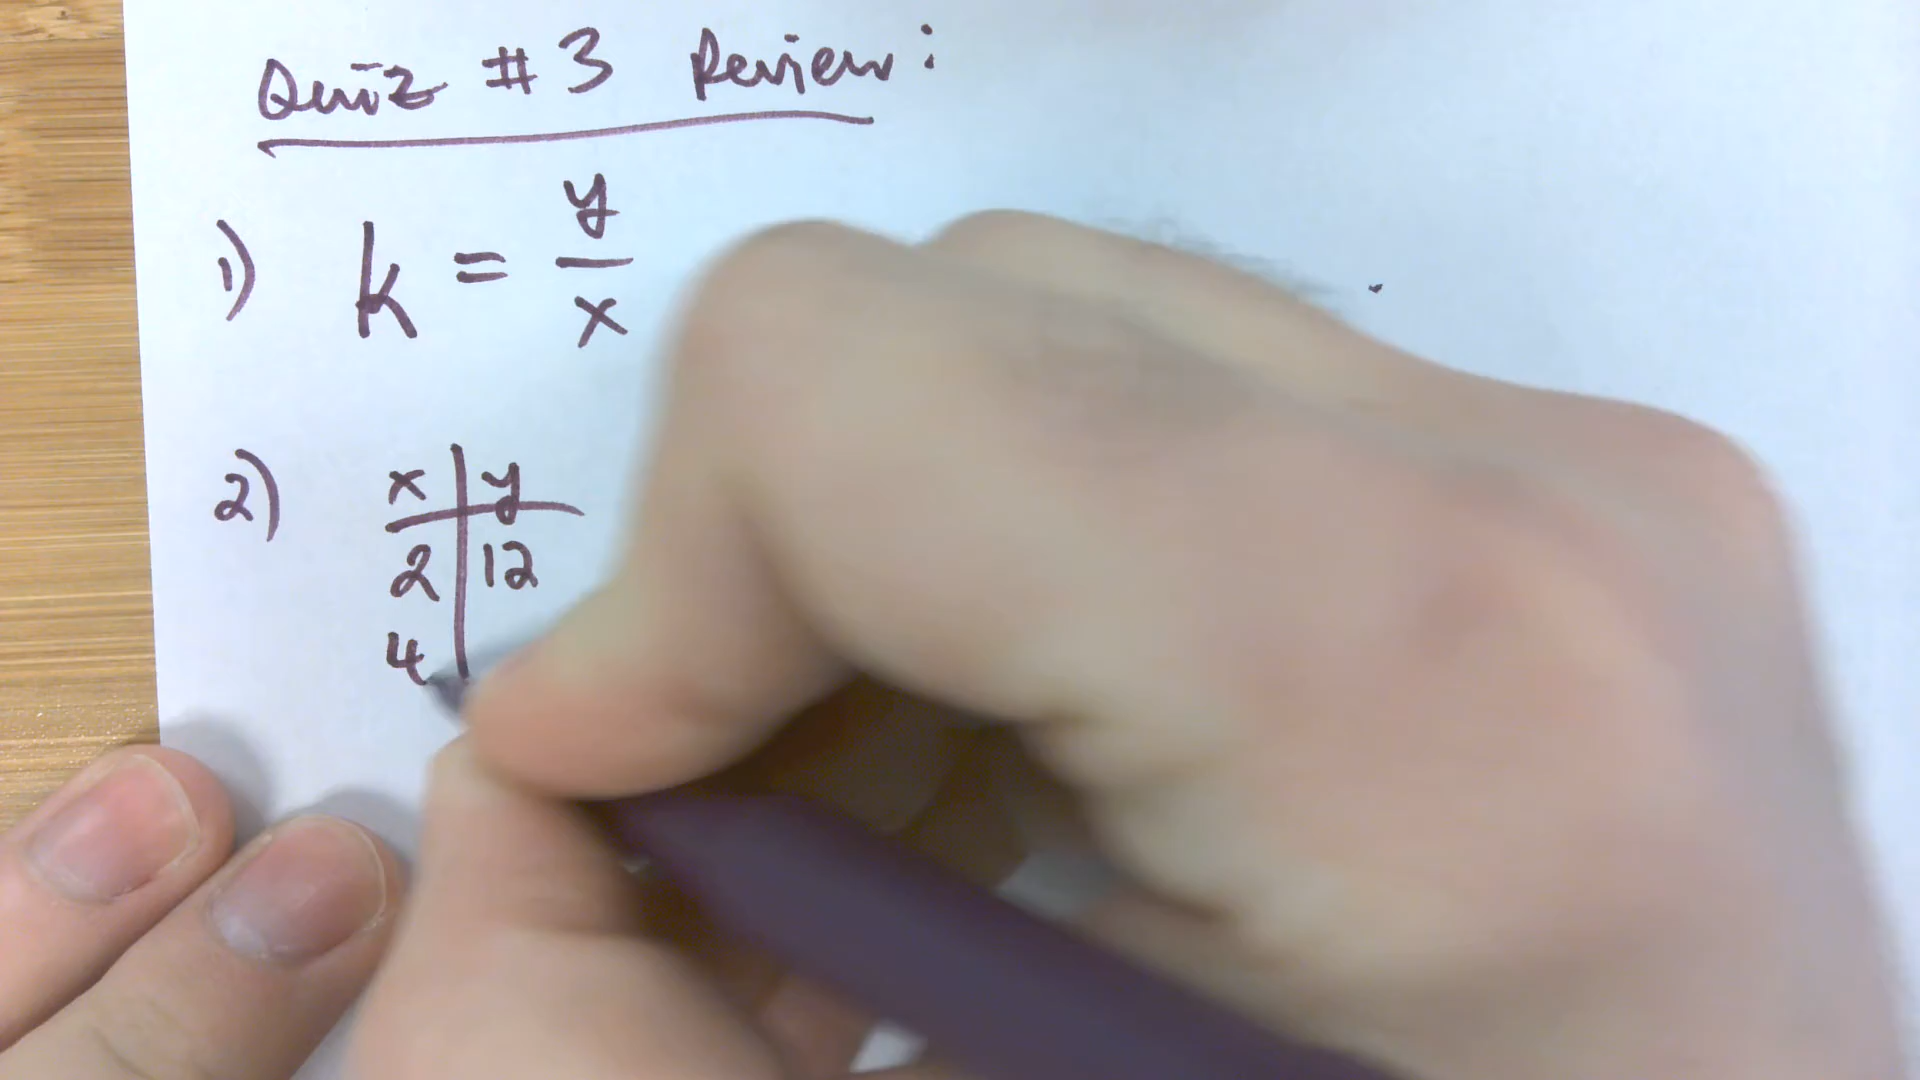 Quiz #3 Review:
1) k = y/x
2) x | y
2 | 12
4 |